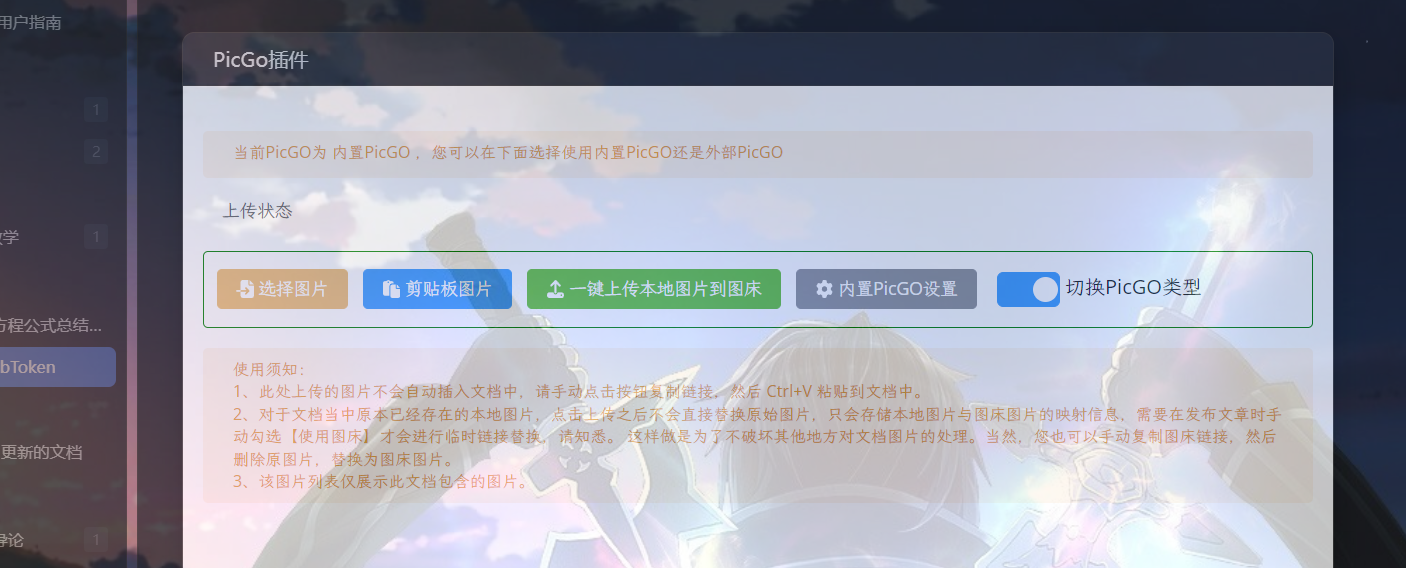 用户指南
PicGo插件
1
2
当前PicGO为 内置PicGO ，您可以在下面选择使用内置PicGO还是外部PicGO
上传状态
学
1
选择图片
剪贴板图片
一键上传本地图片到图床
内置PicGO设置
切换PicGO类型
方程公式总结...
bToken
使用须知：
1、此处上传的图片不会自动插入文档中，请手动点击按钮复制链接，然后 Ctrl+V 粘贴到文档中。
2、对于文档当中原本已经存在的本地图片，点击上传之后不会直接替换原始图片，只会存储本地图片与图床图片的映射信息，需要在发布文章时手
动勾选【使用图床】才会进行临时链接替换，请知悉。 这样做是为了不破坏其他地方对文档图片的处理。当然，您也可以手动复制图床链接，然后
删除原图片，替换为图床图片。
3、该图片列表仅展示此文档包含的图片。
更新的文档
导论
1